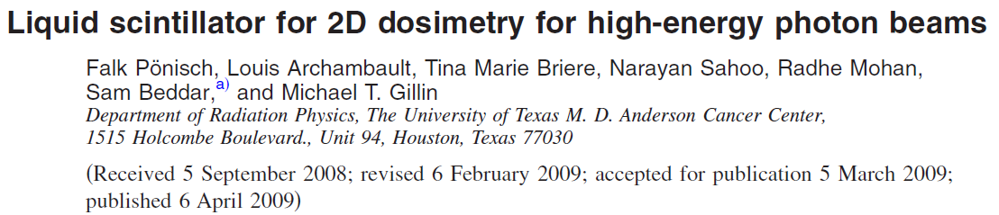 Liquid scintillator for 2D dosimetry for high-energy photon beams
Falk Pönisch, Louis Archambault, Tina Marie Briere, Narayan Sahoo, Radhe Mohan,
Sam Beddar,a) and Michael T. Gillin
Department of Radiation Physics, The University of Texas M. D. Anderson Cancer Center,
1515 Holcombe Boulevard., Unit 94, Houston, Texas 77030
(Received 5 September 2008; revised 6 February 2009; accepted for publication 5 March 2009;
published 6 April 2009)